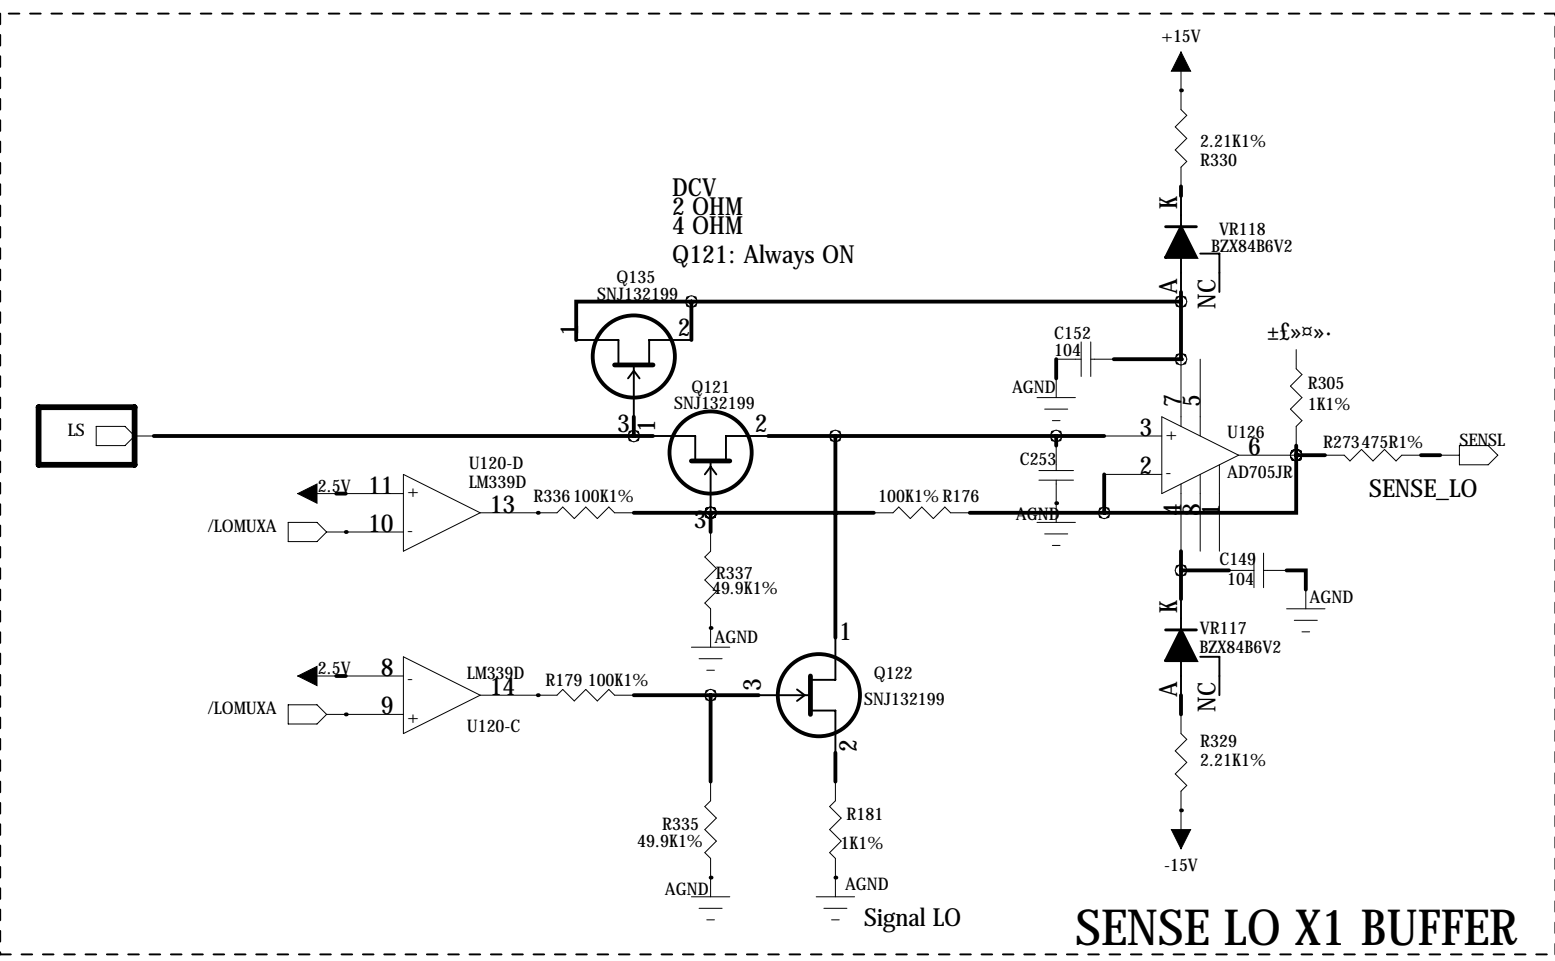 +15V
2.21K1%
R330
K
VR118
BZX84B6V2
A
NC
DCV
2 OHM
4 OHM
Q121: Always ON
Q135
SNJ132199
1
2
3
C152
104
AGND
±£»¤»·
R305
1K1%
7
5
LS
Q121
SNJ132199
1
2
3
C253
AGND
3
2
U126
6
AD705JR
4
8
1
R273 475R1%
SENSL
SENSE_LO
2.5V
11
/LOMUXA
10
U120-D
LM339D
13
R336 100K1%
100K1% R176
R337
49.9K1%
AGND
C149
104
AGND
K
VR117
BZX84B6V2
A
NC
2.5V
8
/LOMUXA
9
LM339D
14
U120-C
R179 100K1%
3
1
Q122
SNJ132199
2
R329
2.21K1%
-15V
R335
49.9K1%
AGND
R181
1K1%
AGND
Signal LO
SENSE LO X1 BUFFER